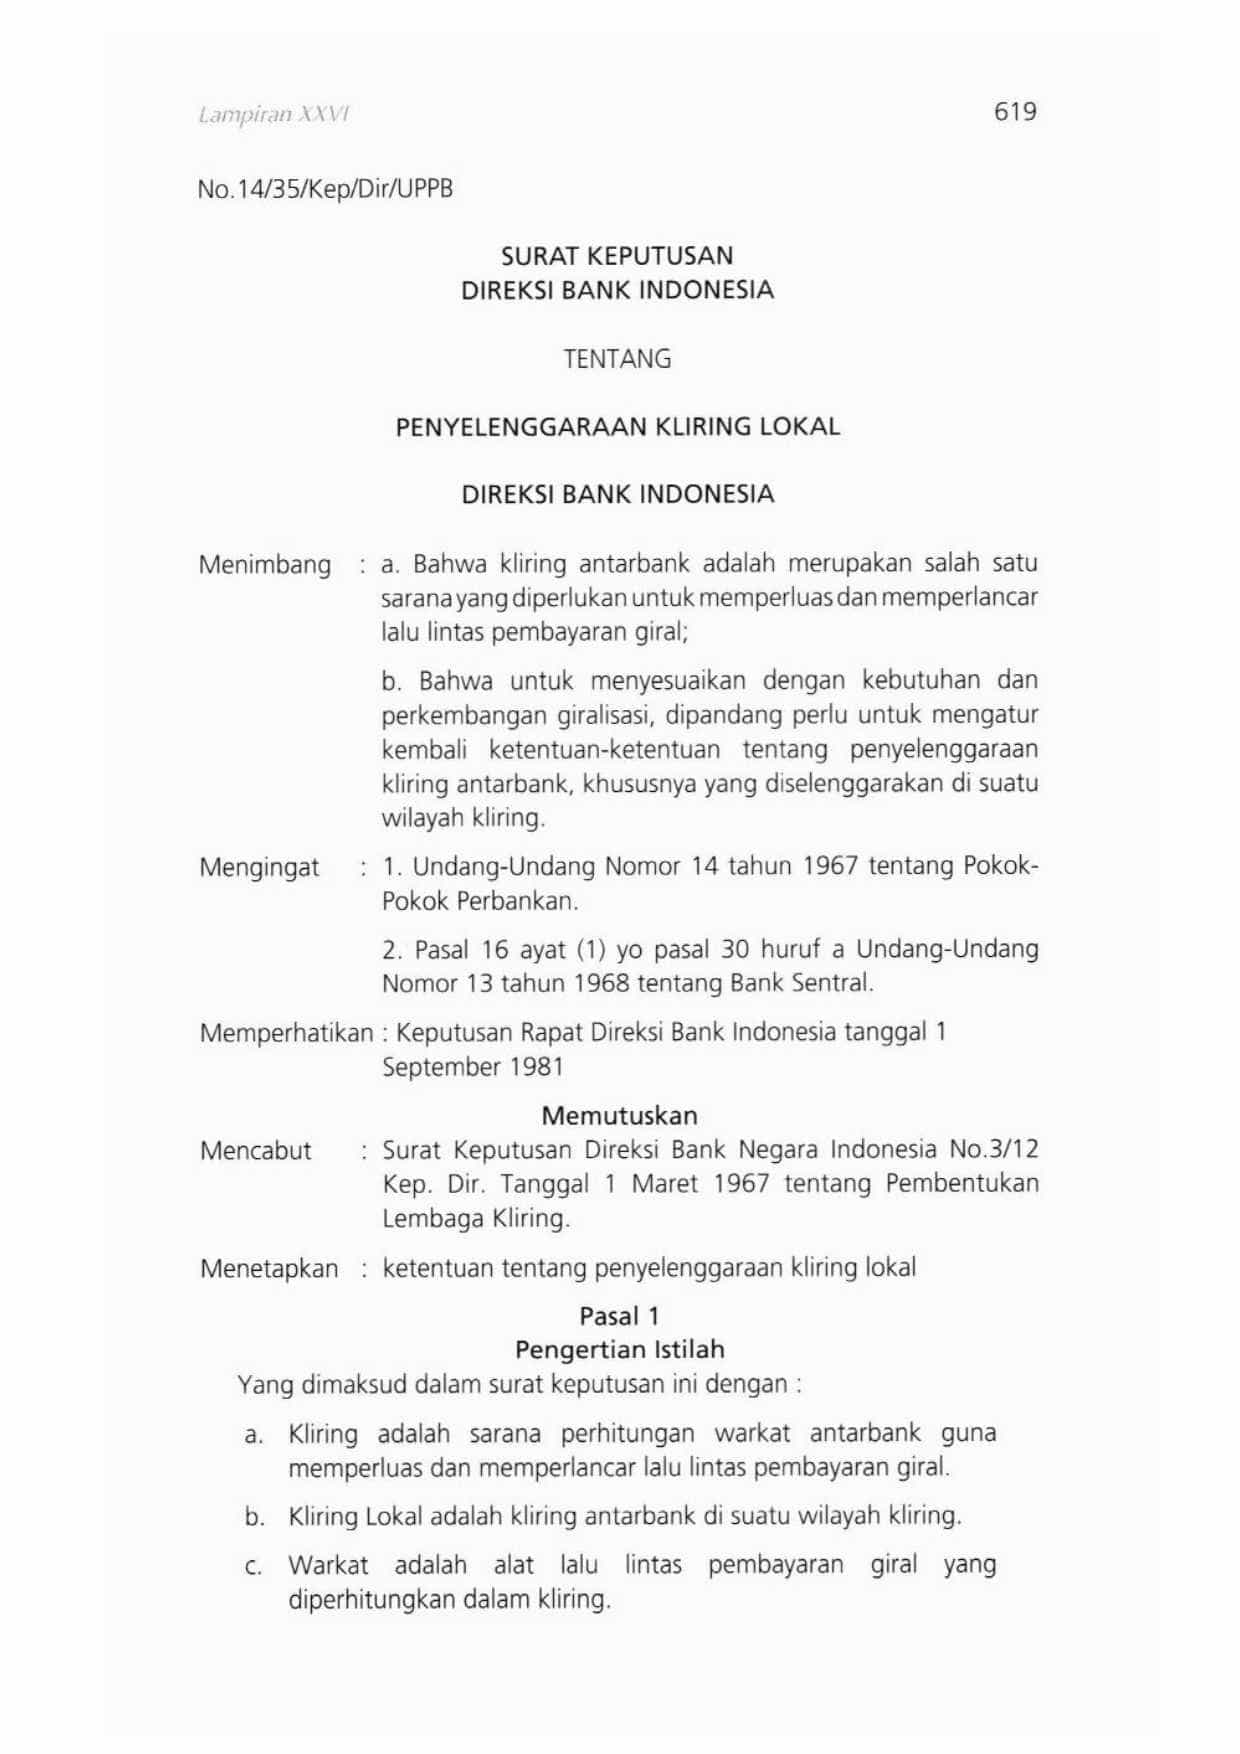 Lampiran XXVI 619
No.14/35/Kep/Dir/UPPB
SURAT KEPUTUSAN
DIREKSI BANK INDONESIA
TENTANG
PENYELENGGARAAN KLIRING LOKAL
DIREKSI BANK INDONESIA
Menimbang : a. Bahwa kliring antarbank adalah merupakan salah satu
sarana yang diperlukan untuk memperluas dan memperlancar
lalu lintas pembayaran giral;
b. Bahwa untuk menyesuaikan dengan kebutuhan dan
perkembangan giralisasi, dipandang perlu untuk mengatur
kembali ketentuan-ketentuan tentang penyelenggaraan
kliring antarbank, khususnya yang diselenggarakan di suatu
wilayah kliring.
Mengingat : 1. Undang-Undang Nomor 14 tahun 1967 tentang Pokok-
Pokok Perbankan.
2. Pasal 16 ayat (1) yo pasal 30 huruf a Undang-Undang
Nomor 13 tahun 1968 tentang Bank Sentral.
Memperhatikan : Keputusan Rapat Direksi Bank Indonesia tanggal 1
September 1981
Memutuskan
Mencabut : Surat Keputusan Direksi Bank Negara Indonesia No.3/12
Kep. Dir. Tanggal 1 Maret 1967 tentang Pembentukan
Lembaga Kliring.
Menetapkan : ketentuan tentang penyelenggaraan kliring lokal
Pasal 1
Pengertian Istilah
Yang dimaksud dalam surat keputusan ini dengan :
a. Kliring adalah sarana perhitungan warkat antarbank guna
memperluas dan memperlancar lalu lintas pembayaran giral.
b. Kliring Lokal adalah kliring antarbank di suatu wilayah kliring.
c. Warkat adalah alat lalu lintas pembayaran giral yang
diperhitungkan dalam kliring.